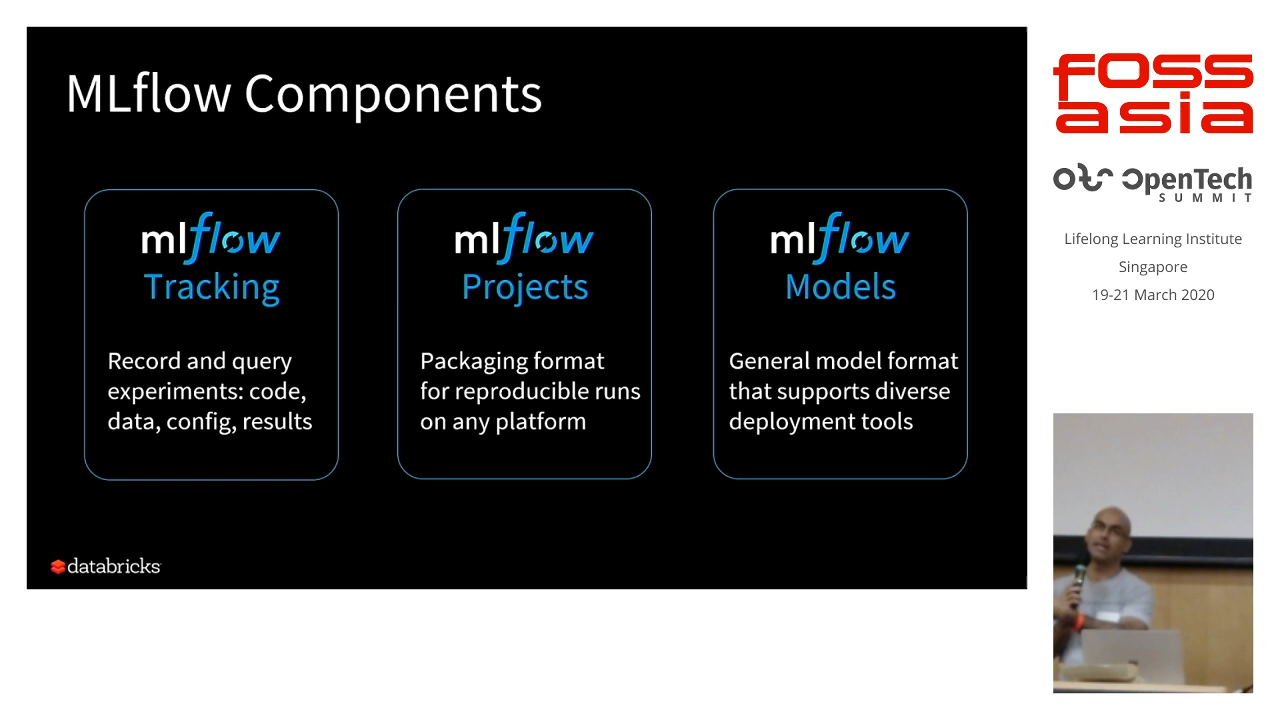 MLflow Components
mlflow
Tracking
Record and query
experiments: code,
data, config, results
mlflow
Projects
Packaging format
for reproducible runs
on any platform
mlflow
Models
General model format
that supports diverse
deployment tools
databricks
fossasia
OpenTech
SUMMIT
Lifelong Learning Institute
Singapore
19-21 March 2020